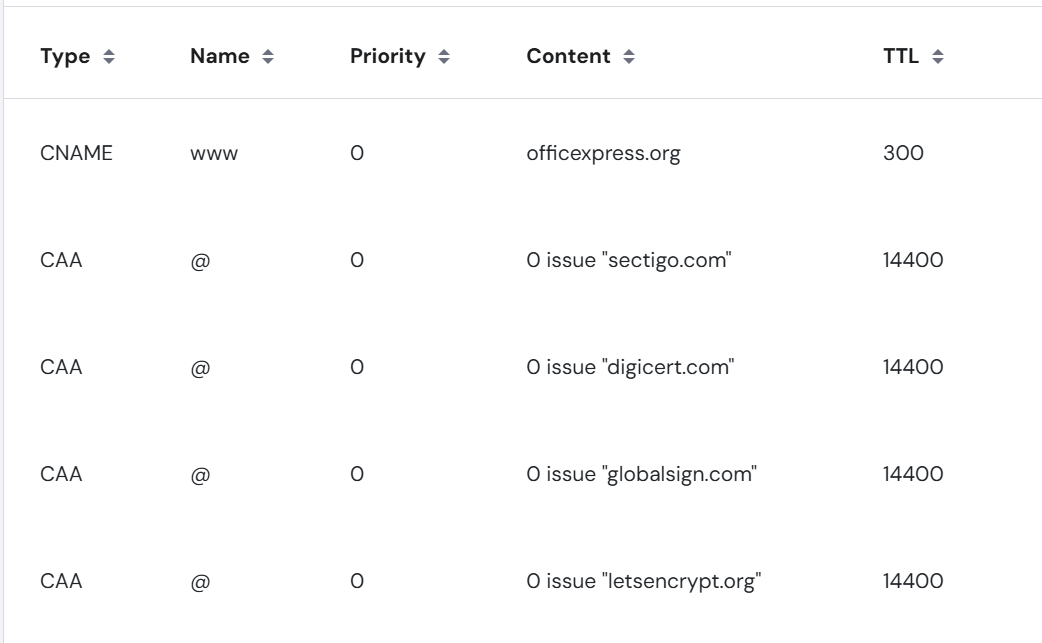 Type Name Priority Content TTL
CNAME www 0 officexpress.org 300
CAA @ 0 0 issue "sectigo.com" 14400
CAA @ 0 0 issue "digicert.com" 14400
CAA @ 0 0 issue "globalsign.com" 14400
CAA @ 0 0 issue "letsencrypt.org" 14400